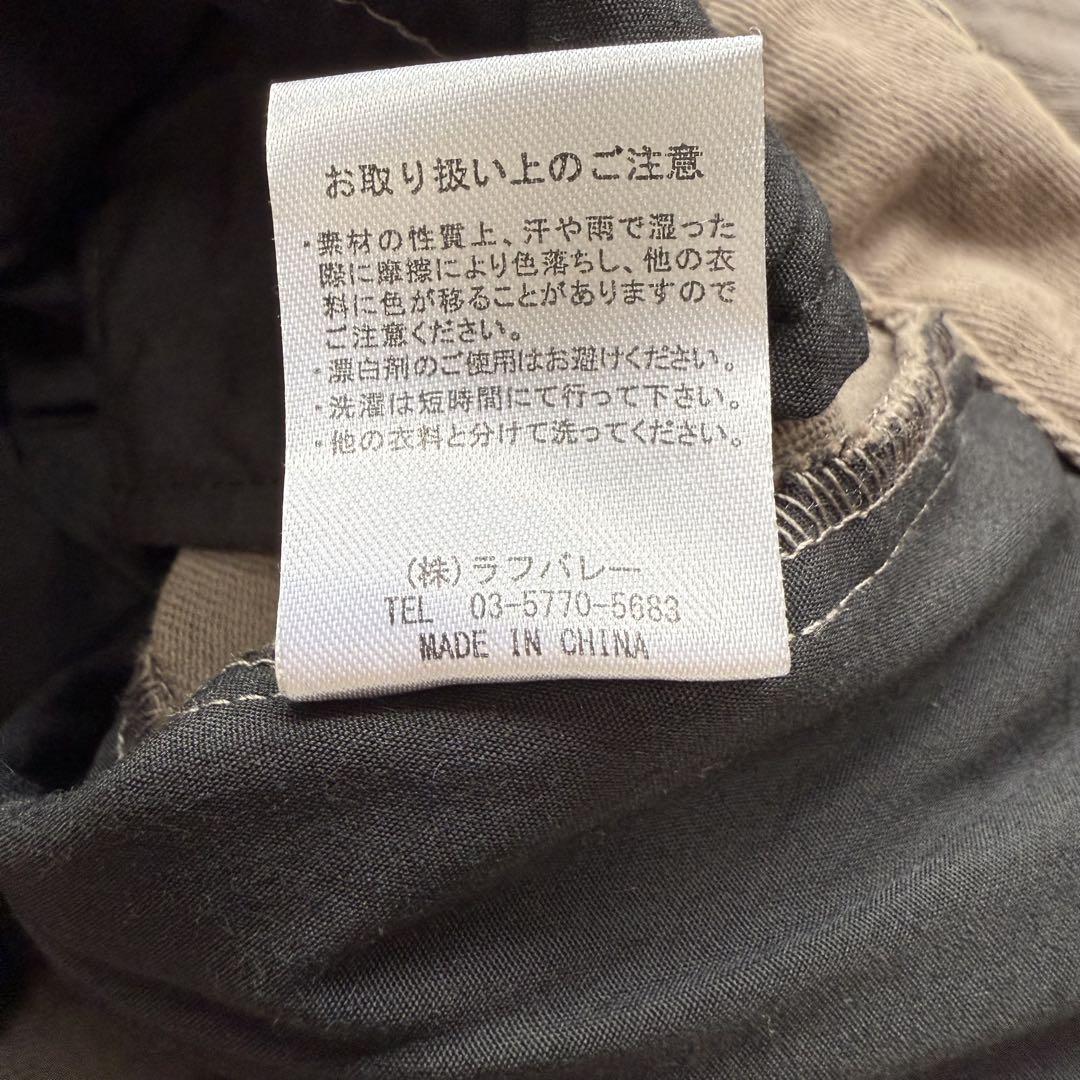 お取り扱い上のご注意
・素材の性質上、汗や雨で湿った
際に摩擦により色落ちし、他の衣
料に色が移ることがありますので
ご注意ください。
・漂白剤のご使用はお避けください。
・洗濯は短時間にて行って下さい。
・他の衣料と分けて洗ってください。
(株)ラフバレー
TEL 03-5770-5683
MADE IN CHINA